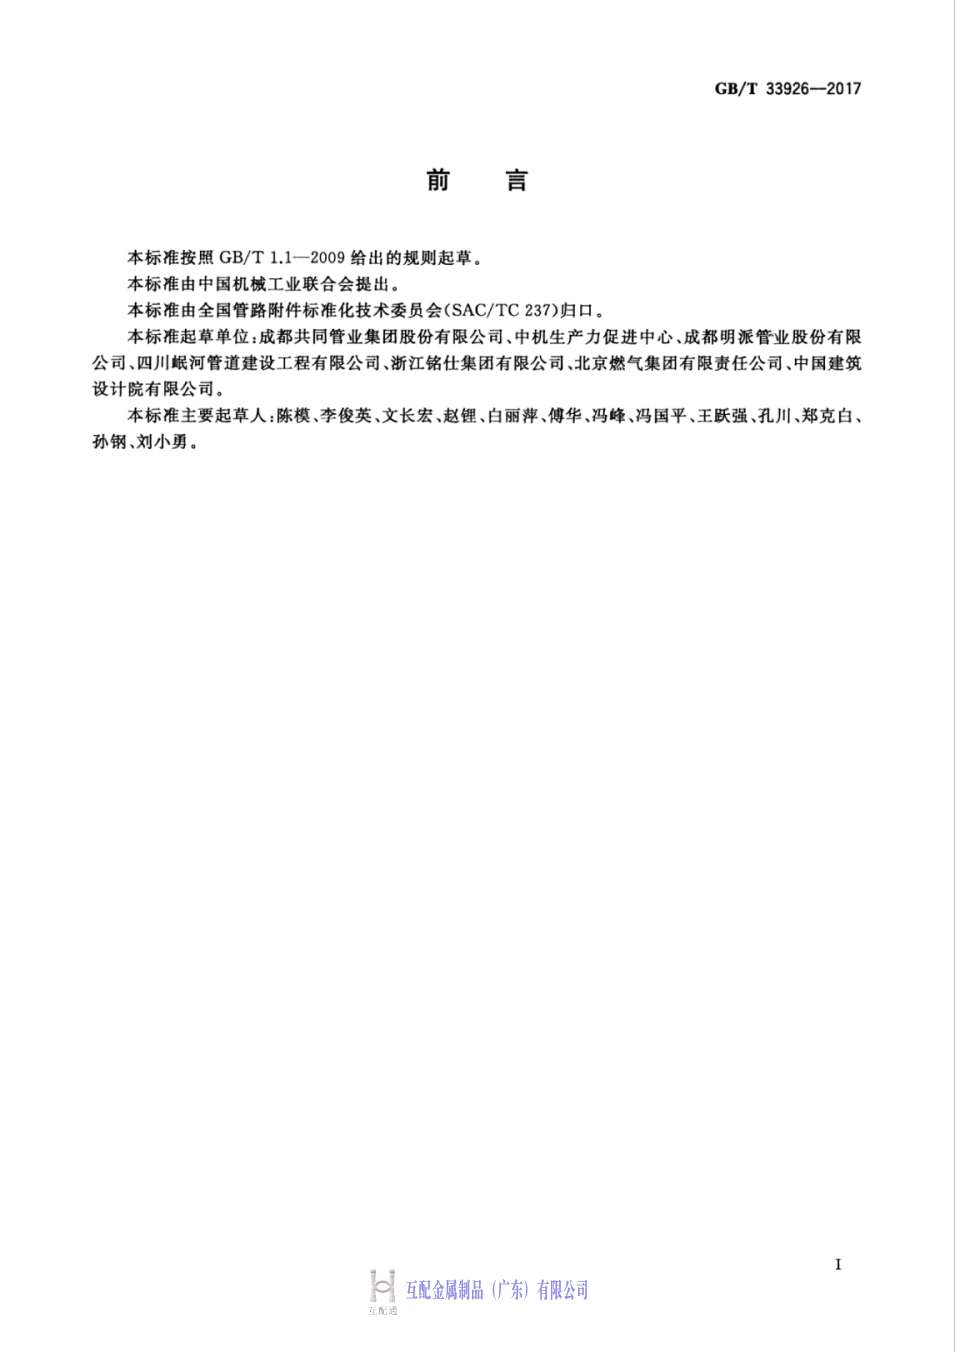 GB/T 33926—2017
前 言
本标准按照 GB/T 1.1—2009 给出的规则起草。
本标准由中国机械工业联合会提出。
本标准由全国管路附件标准化技术委员会(SAC/TC 237)归口。
本标准起草单位:成都共同管业集团股份有限公司、中机生产力促进中心、成都明派管业股份有限
公司、四川岷河管道建设工程有限公司、浙江铭仕集团有限公司、北京燃气集团有限责任公司、中国建筑
设计院有限公司。
本标准主要起草人:陈模、李俊英、文长宏、赵锂、白丽萍、傅华、冯峰、冯国平、王跃强、孔川、郑克白、
孙钢、刘小勇。
I
互配金属制品（广东）有限公司
互配通